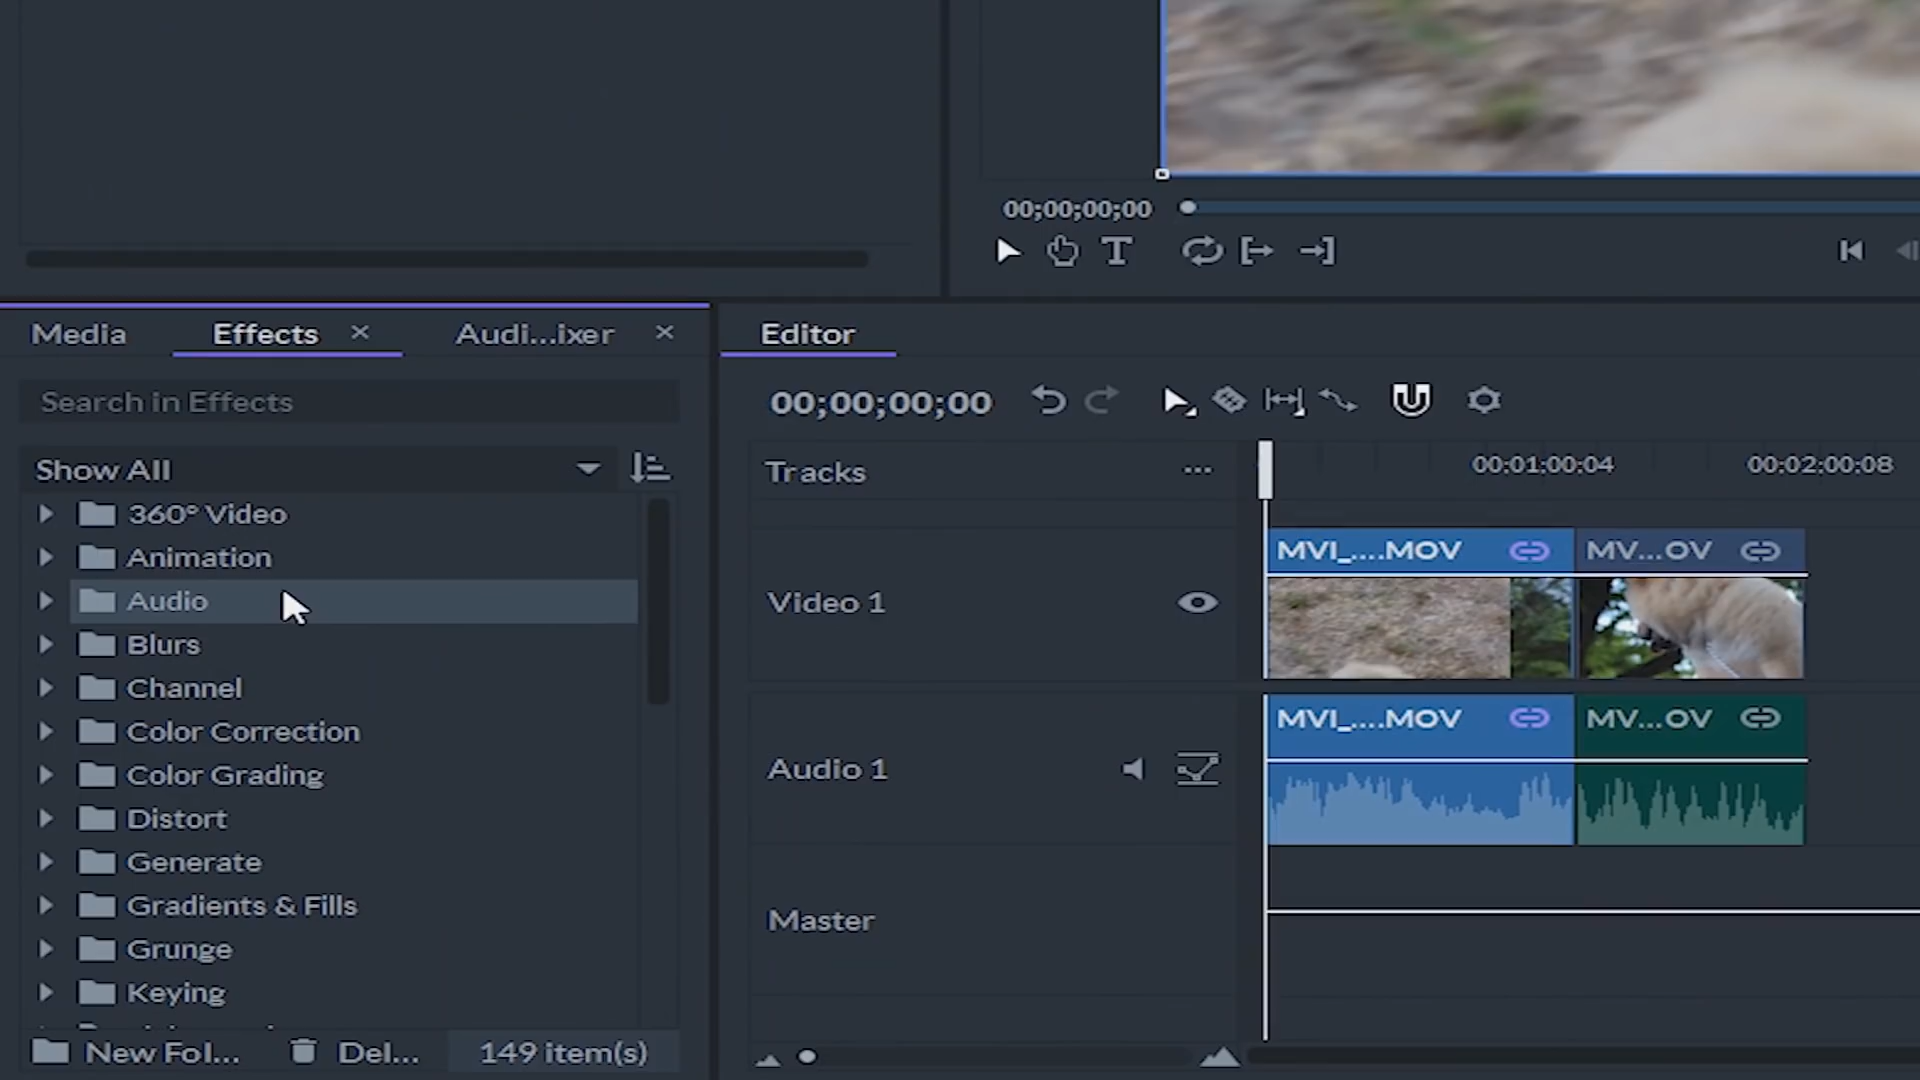 00;00;00;00
Media
Effects
Audi...ixer
Editor
Search in Effects
00;00;00;00
Show All
Tracks
00:01:00:04
00:02:00:08
360° Video
Animation
Audio
Blurs
Channel
Color Correction
Color Grading
Distort
Generate
Gradients & Fills
Grunge
Keying
MVI_....MOV
MV...OV
Video 1
MVI_....MOV
MV...OV
Audio 1
Master
New Fol...
Del...
149 item(s)